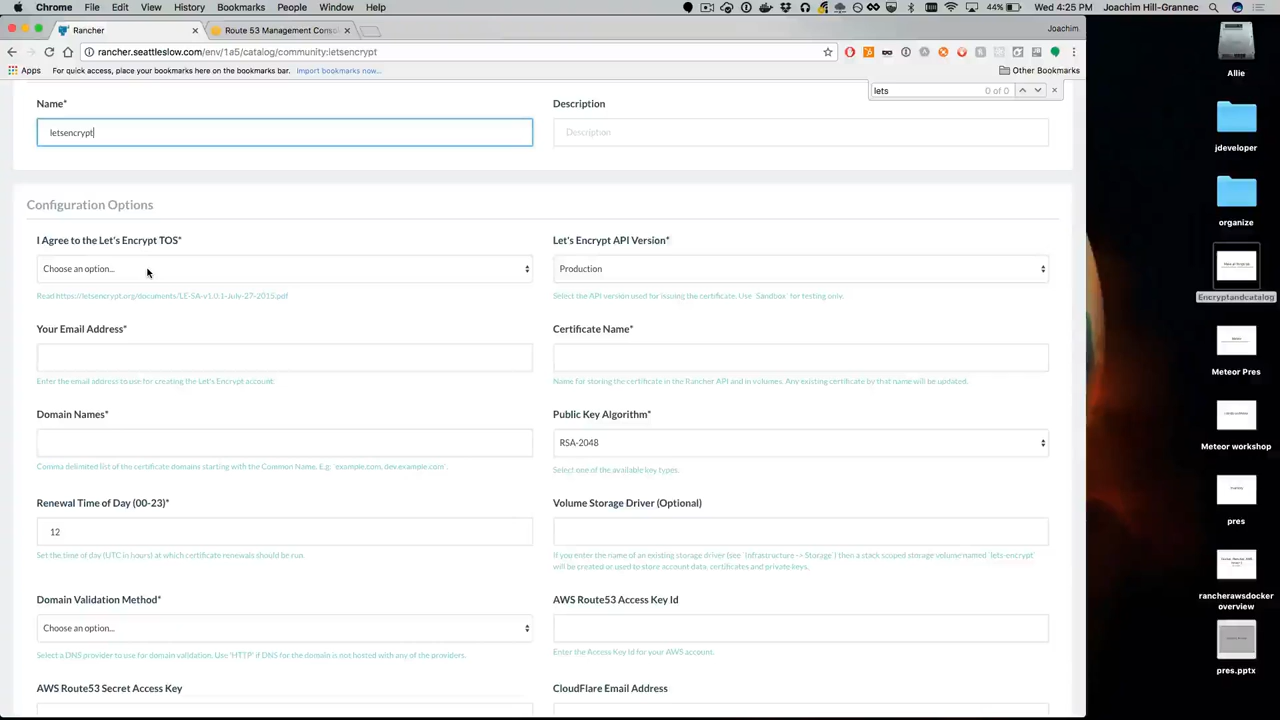 Chrome File Edit View History Bookmarks People Window Help
44% Wed 4:25 PM Joachim Hill-Grannec
Rancher
Route 53 Management Consol
Joachim
rancher.seattleslow.com/env/1a5/catalog/community:letsencrypt
Apps For quick access, place your bookmarks here on the bookmarks bar. Import bookmarks now...
Other Bookmarks
lets 0 of 0
Name* Description
letsencrypt Description
Configuration Options
I Agree to the Let's Encrypt TOS* Let's Encrypt API Version*
Choose an option... Production
Read https://letsencrypt.org/documents/LE-SA-v1.0.1-July-27-2015.pdf Select the API version used for issuing the certificate. Use `Sandbox` for testing only.
Your Email Address* Certificate Name*
Enter the email address to use for creating the Let's Encrypt account. Name for storing the certificate in the Rancher API and in volumes. Any existing certificate by that name will be updated.
Domain Names* Public Key Algorithm*
RSA-2048
Comma delimited list of the certificate domains starting with the Common Name. E.g. `example.com, dev.example.com`. Select one of the available key types.
Renewal Time of Day (00-23)* Volume Storage Driver (Optional)
12
Set the time of day (UTC in hours) at which certificate renewals should be run. If you enter the name of an existing storage driver (see `Infrastructure -> Storage`) then a stack scoped storage volume named `lets-encrypt`
will be created or used to store account data, certificates and private keys.
Domain Validation Method* AWS Route53 Access Key Id
Choose an option...
Select a DNS provider to use for domain validation. Use 'HTTP' if DNS for the domain is not hosted with any of the providers. Enter the Access Key Id for your AWS account.
AWS Route53 Secret Access Key CloudFlare Email Address
Allie
jdeveloper
organize
Encryptandcatalog
Meteor Pres
Meteor workshop
pres
rancherawsdocker
overview
pres.pptx